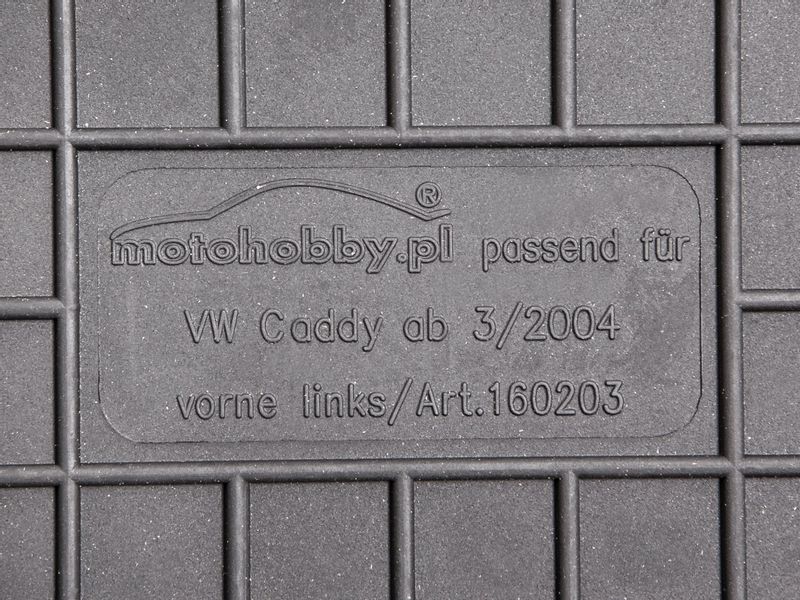 motohobby.pl ® passend für
VW Caddy ab 3/2004
vorne links/Art.160203